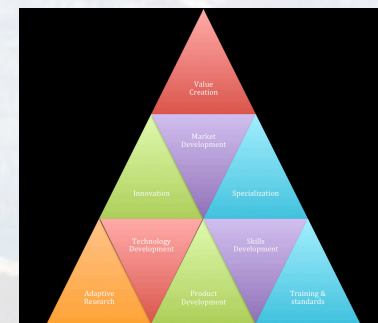 Value
Creation
Market
Development
Innovation
Specialization
Technology
Development
Skills
Development
Adaptive
Research
Product
Development
Training &
standards